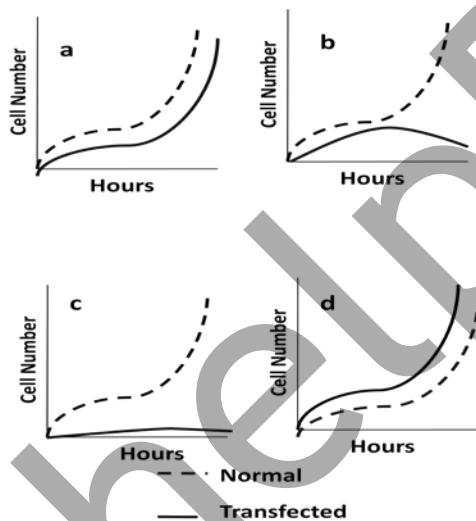 a
Cell Number
Hours
b
Cell Number
Hours
c
Cell Number
Hours
d
Cell Number
Hours
Normal
Transfected